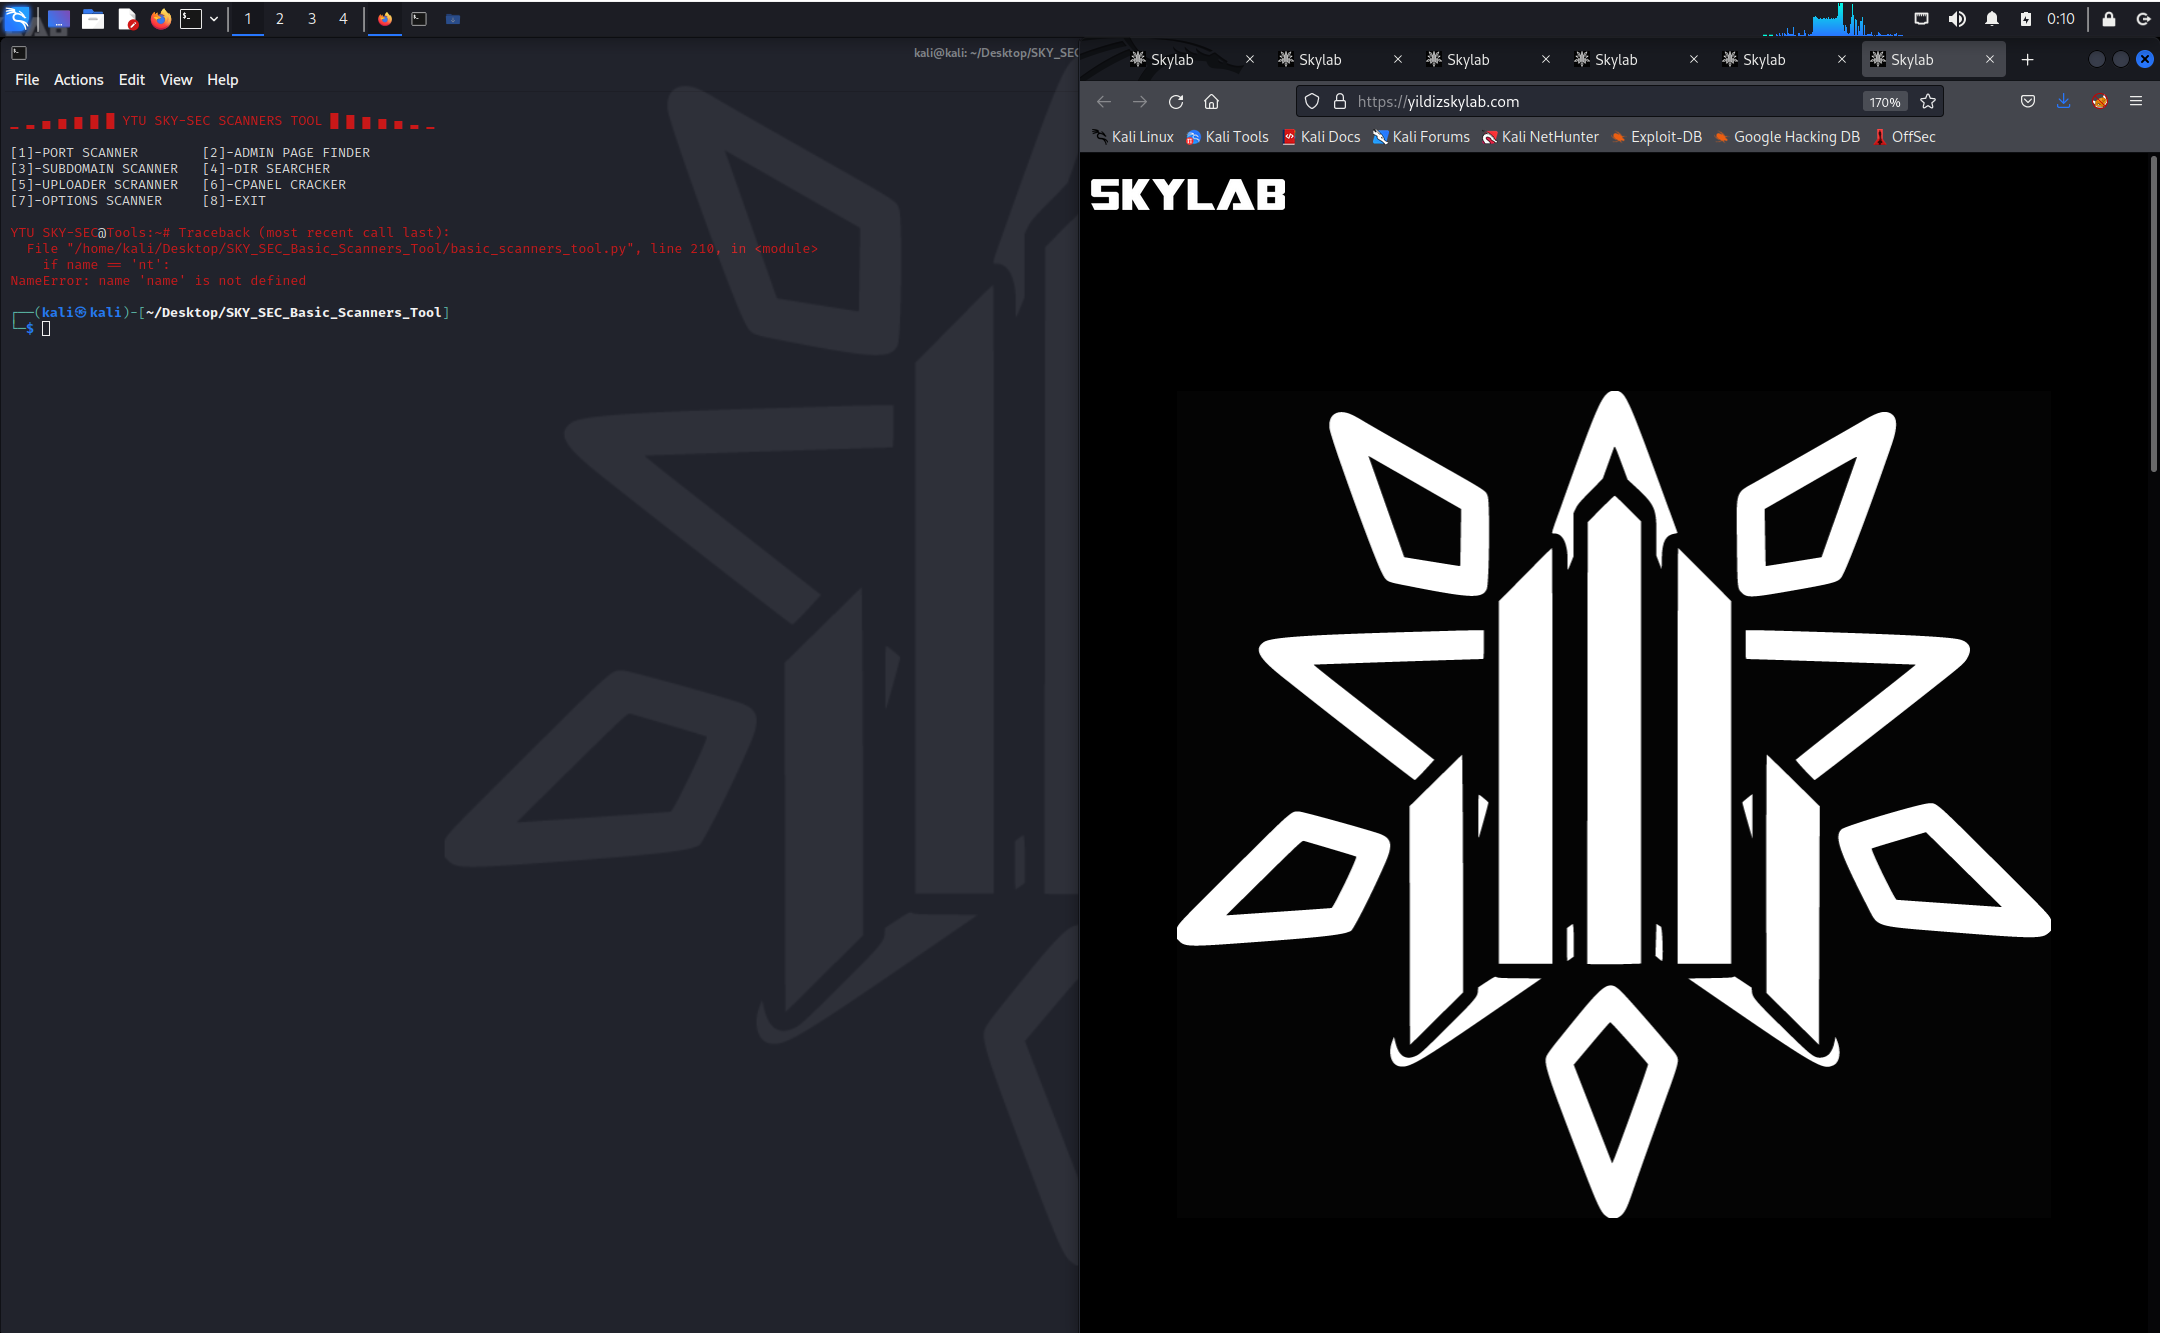 1 2 3 4 0:10
kali@kali: ~/Desktop/SKY_SEC
File Actions Edit View Help
YTU SKY-SEC SCANNERS TOOL
[1]-PORT SCANNER [2]-ADMIN PAGE FINDER
[3]-SUBDOMAIN SCANNER [4]-DIR SEARCHER
[5]-UPLOADER SCRANNER [6]-CPANEL CRACKER
[7]-OPTIONS SCANNER [8]-EXIT
YTU SKY-SEC@Tools:~# Traceback (most recent call last):
File "/home/kali/Desktop/SKY_SEC_Basic_Scanners_Tool/basic_scanners_tool.py", line 210, in <module>
if name == 'nt':
NameError: name 'name' is not defined
(kali㉿kali)-[~/Desktop/SKY_SEC_Basic_Scanners_Tool]
$
Skylab Skylab Skylab Skylab Skylab Skylab
https://yildizskylab.com 170%
Kali Linux Kali Tools Kali Docs Kali Forums Kali NetHunter Exploit-DB Google Hacking DB OffSec
SKYLAB